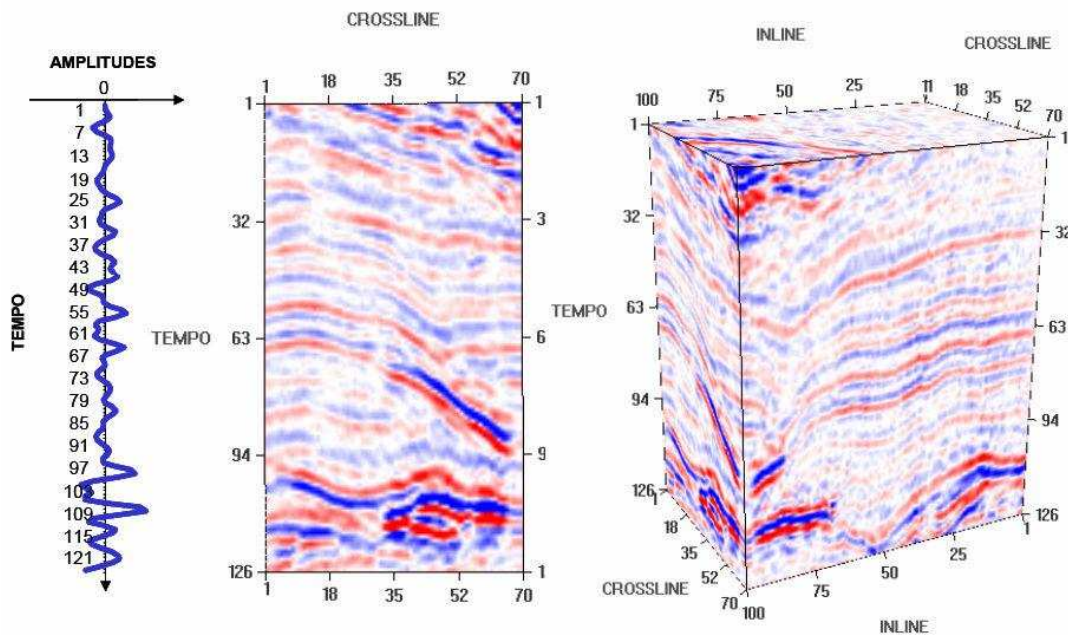 AMPLITUDES
0
1
7
13
19
25
31
37
43
49
55
61
67
73
79
85
91
97
103
109
115
121
TEMPO
CROSSLINE
1 18 35 52 70
1 1
32 3
TEMPO 63 6
94 9
126 1
1 18 35 52 70
INLINE
CROSSLINE
100 75 50 25
11 18 35 52 70
1 1
32 32
TEMPO 63 63
94 94
126 126
1 18 35 52 70
CROSSLINE
100 75 50 25 1
INLINE